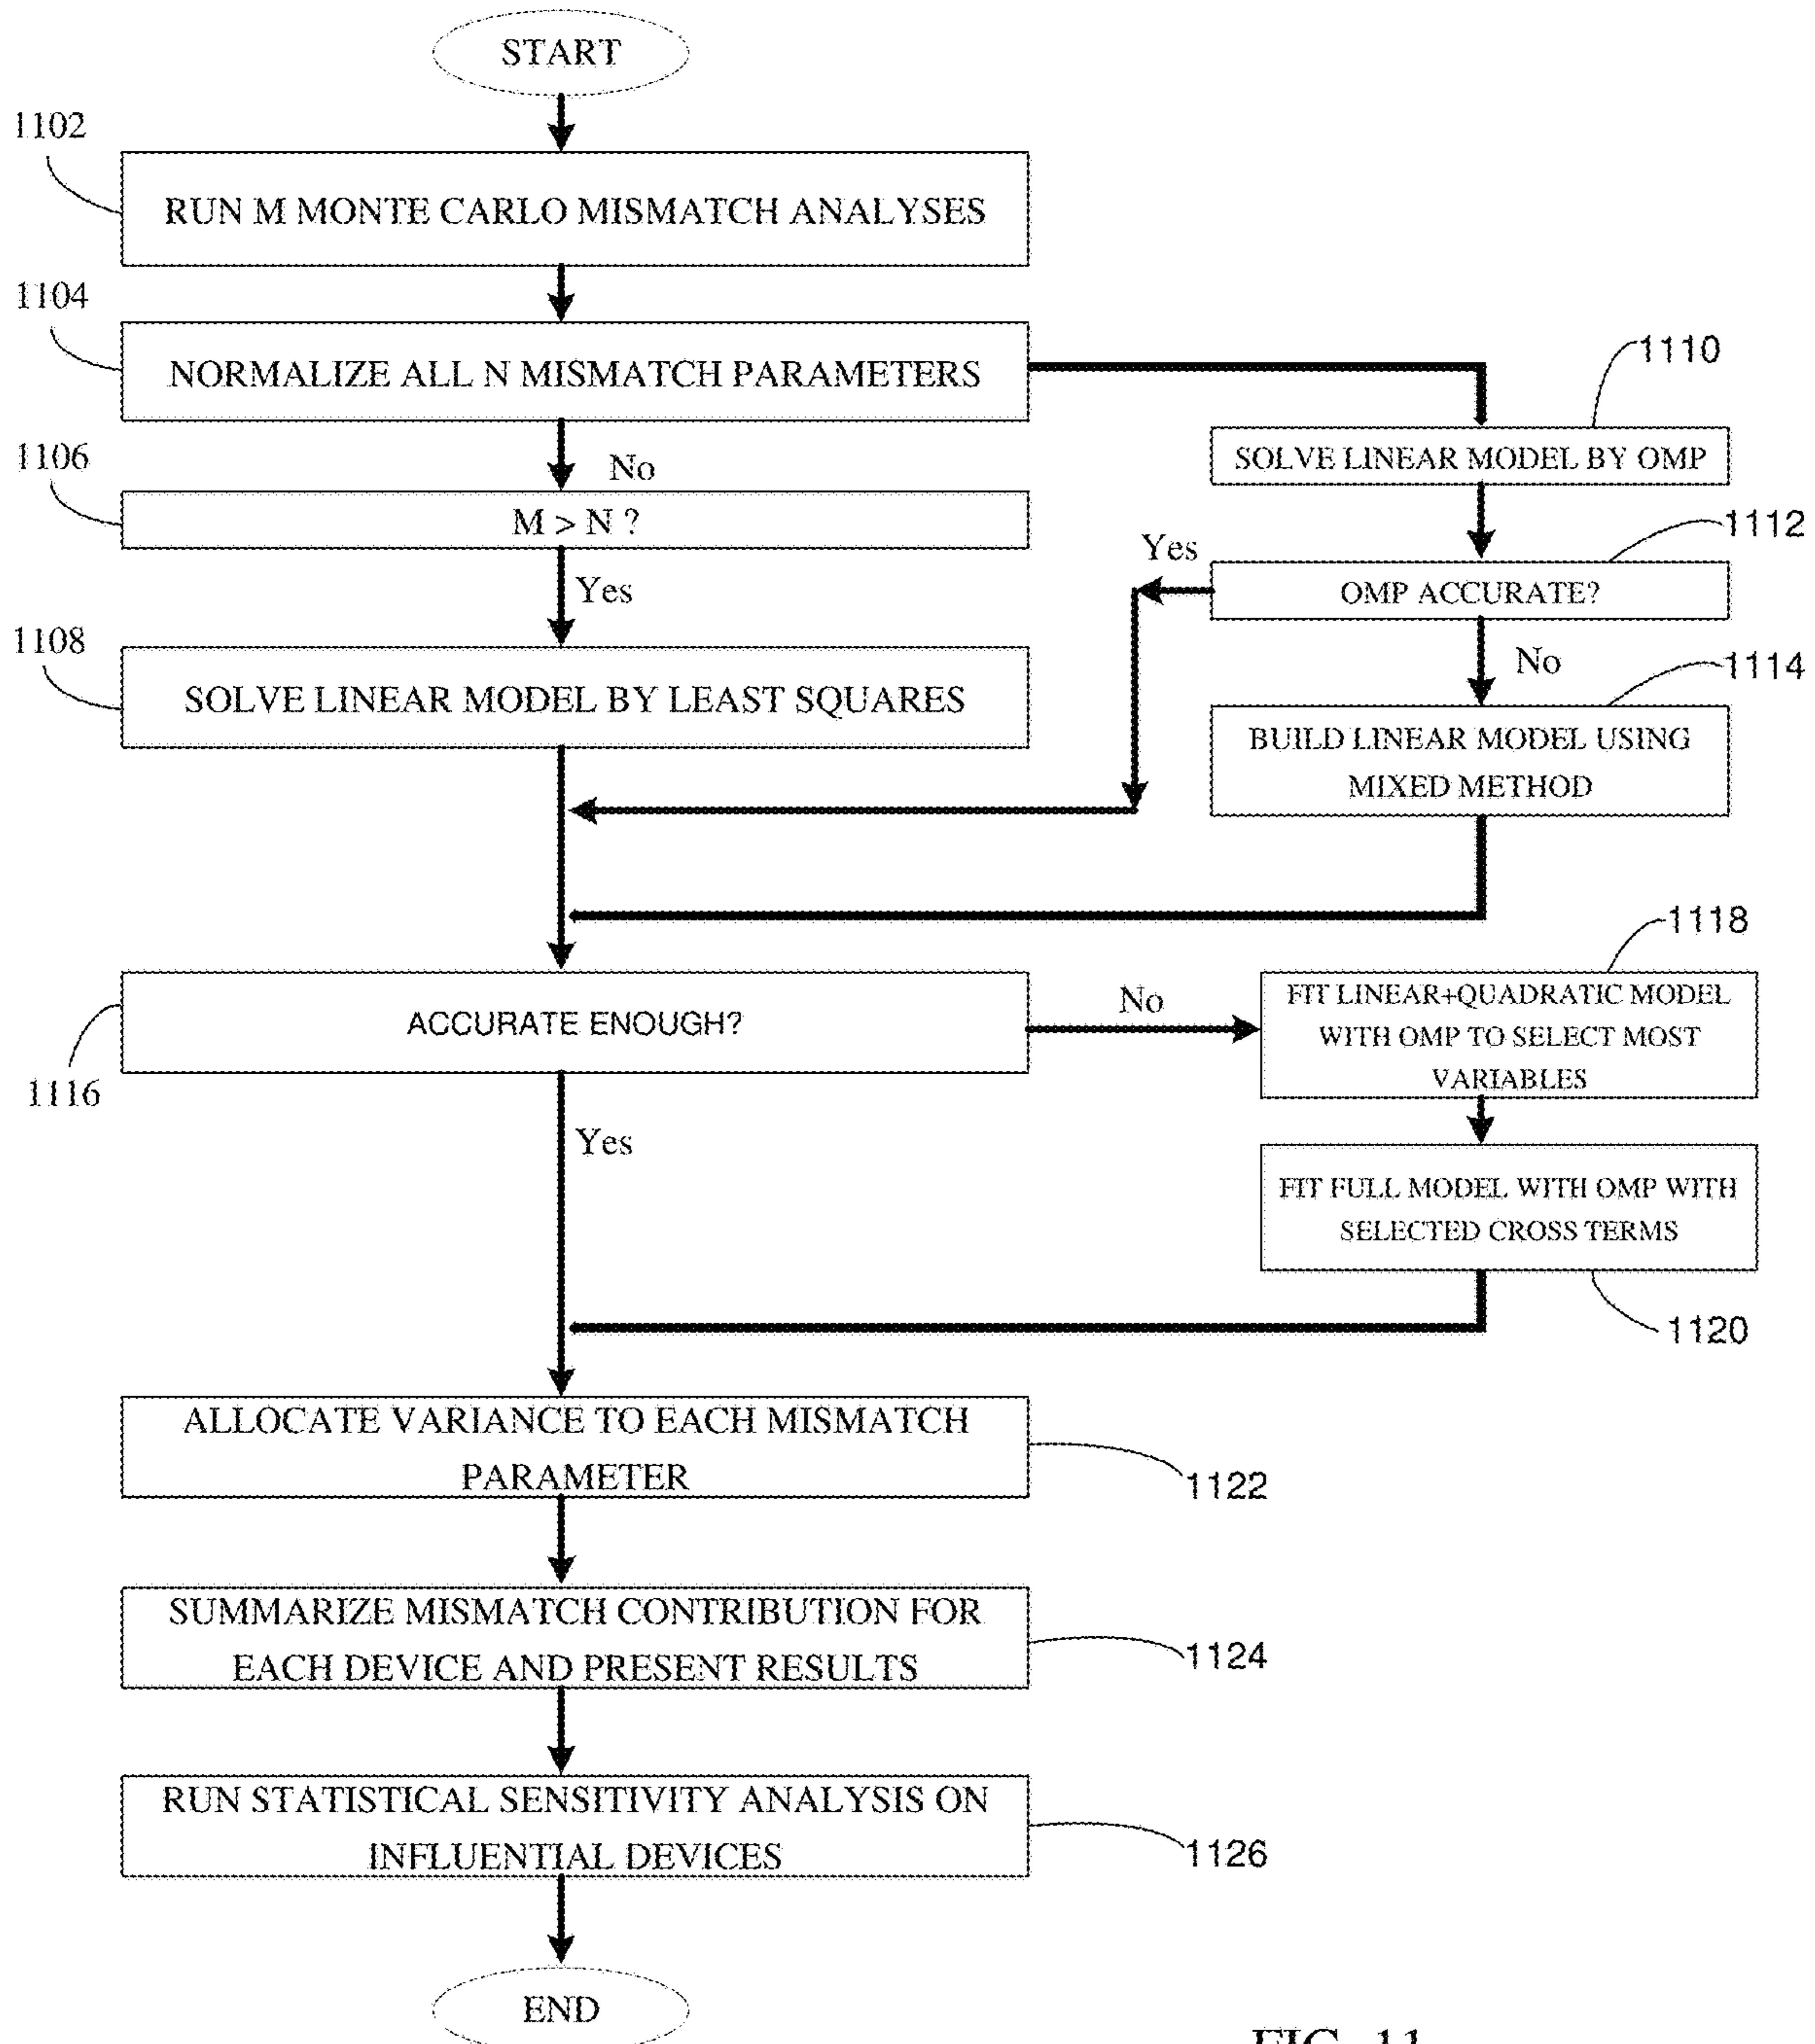 START
1102
RUN M MONTE CARLO MISMATCH ANALYSES
1104
NORMALIZE ALL N MISMATCH PARAMETERS
1110
SOLVE LINEAR MODEL BY OMP
No
1106
M > N ?
1112
Yes
OMP ACCURATE?
Yes
1108
SOLVE LINEAR MODEL BY LEAST SQUARES
No
1114
BUILD LINEAR MODEL USING
MIXED METHOD
1118
ACCURATE ENOUGH?
No
FIT LINEAR+QUADRATIC MODEL
WITH OMP TO SELECT MOST
VARIABLES
1116
Yes
FIT FULL MODEL WITH OMP WITH
SELECTED CROSS TERMS
1120
ALLOCATE VARIANCE TO EACH MISMATCH
PARAMETER
1122
SUMMARIZE MISMATCH CONTRIBUTION FOR
EACH DEVICE AND PRESENT RESULTS
1124
RUN STATISTICAL SENSITIVITY ANALYSIS ON
INFLUENTIAL DEVICES
1126
END
FIG. 11